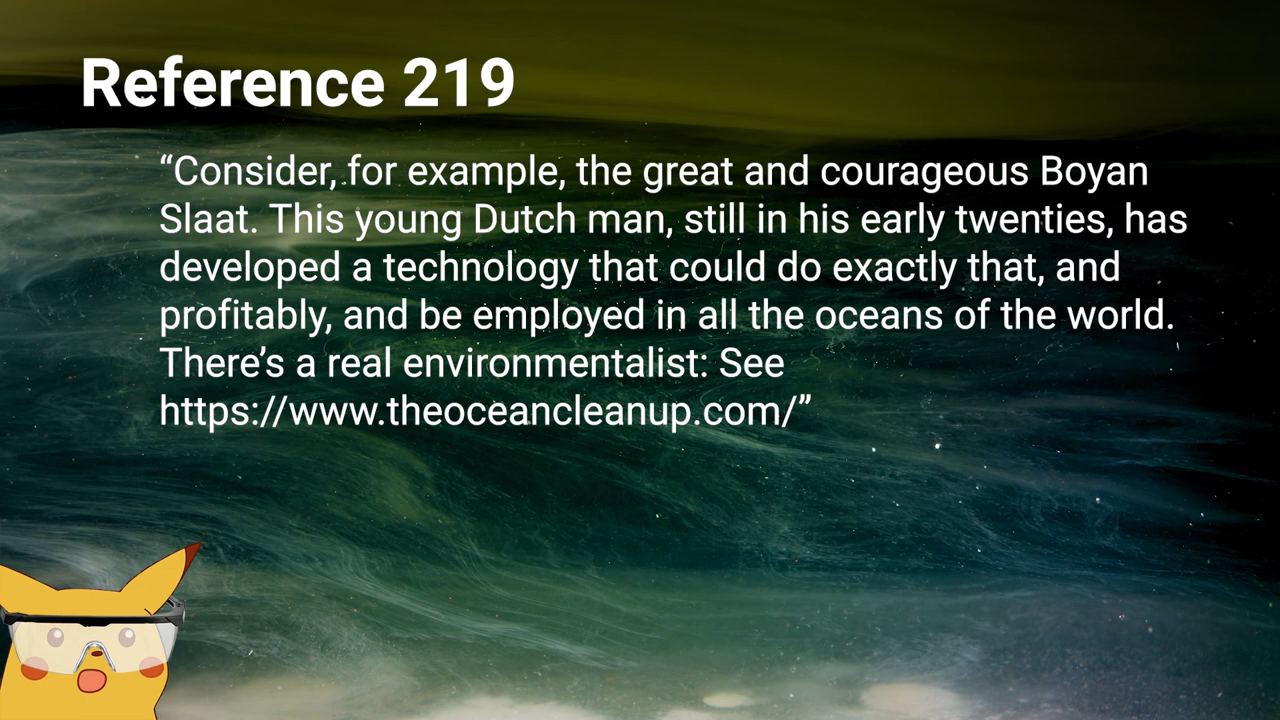 Reference 219
“Consider, for example, the great and courageous Boyan
Slaat. This young Dutch man, still in his early twenties, has
developed a technology that could do exactly that, and
profitably, and be employed in all the oceans of the world.
There’s a real environmentalist: See
https://www.theoceancleanup.com/”